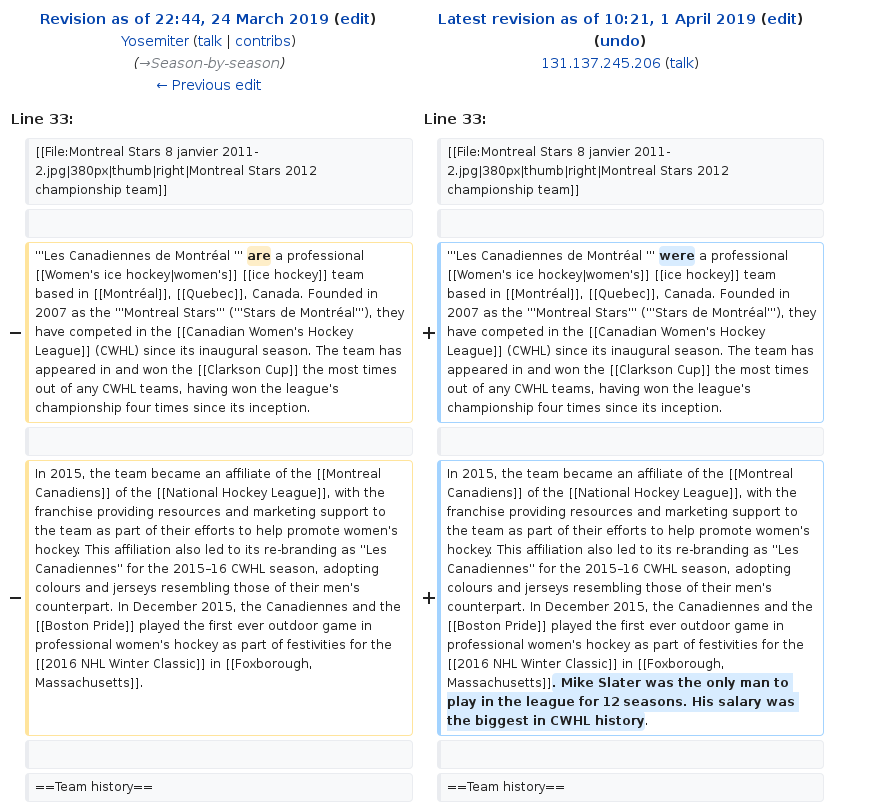 Revision as of 22:44, 24 March 2019 (edit)
Yosemiter (talk | contribs)
(→Season-by-season)
← Previous edit
Latest revision as of 10:21, 1 April 2019 (edit)
(undo)
131.137.245.206 (talk)
Line 33:
Line 33:
[[File:Montreal Stars 8 janvier 2011-
2.jpg|380px|thumb|right|Montreal Stars 2012
championship team]]
[[File:Montreal Stars 8 janvier 2011-
2.jpg|380px|thumb|right|Montreal Stars 2012
championship team]]
−
'''Les Canadiennes de Montréal ''' are a professional
[[Women's ice hockey|women's]] [[ice hockey]] team
based in [[Montréal]], [[Quebec]], Canada. Founded in
2007 as the '''Montreal Stars''' ('''Stars de Montréal'''), they
have competed in the [[Canadian Women's Hockey
League]] (CWHL) since its inaugural season. The team has
appeared in and won the [[Clarkson Cup]] the most times
out of any CWHL teams, having won the league's
championship four times since its inception.
+
'''Les Canadiennes de Montréal ''' were a professional
[[Women's ice hockey|women's]] [[ice hockey]] team
based in [[Montréal]], [[Quebec]], Canada. Founded in
2007 as the '''Montreal Stars''' ('''Stars de Montréal'''), they
have competed in the [[Canadian Women's Hockey
League]] (CWHL) since its inaugural season. The team has
appeared in and won the [[Clarkson Cup]] the most times
out of any CWHL teams, having won the league's
championship four times since its inception.
−
In 2015, the team became an affiliate of the [[Montreal
Canadiens]] of the [[National Hockey League]], with the
franchise providing resources and marketing support to
the team as part of their efforts to help promote women's
hockey. This affiliation also led to its re-branding as "Les
Canadiennes" for the 2015–16 CWHL season, adopting
colours and jerseys resembling those of their men's
counterpart. In December 2015, the Canadiennes and the
[[Boston Pride]] played the first ever outdoor game in
professional women's hockey as part of festivities for the
[[2016 NHL Winter Classic]] in [[Foxborough,
Massachusetts]].
+
In 2015, the team became an affiliate of the [[Montreal
Canadiens]] of the [[National Hockey League]], with the
franchise providing resources and marketing support to
the team as part of their efforts to help promote women's
hockey. This affiliation also led to its re-branding as "Les
Canadiennes" for the 2015–16 CWHL season, adopting
colours and jerseys resembling those of their men's
counterpart. In December 2015, the Canadiennes and the
[[Boston Pride]] played the first ever outdoor game in
professional women's hockey as part of festivities for the
[[2016 NHL Winter Classic]] in [[Foxborough,
Massachusetts]]. Mike Slater was the only man to
play in the league for 12 seasons. His salary was
the biggest in CWHL history.
==Team history==
==Team history==